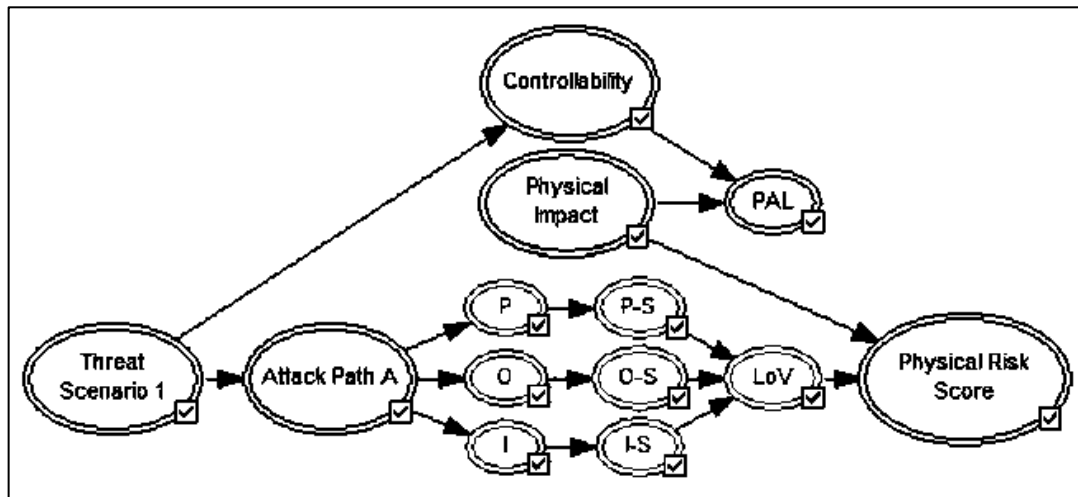 Controllability
Physical
Impact
PAL
P
P-S
Threat
Scenario 1
Attack Path A
O
O-S
LoV
Physical Risk
Score
I
I-S